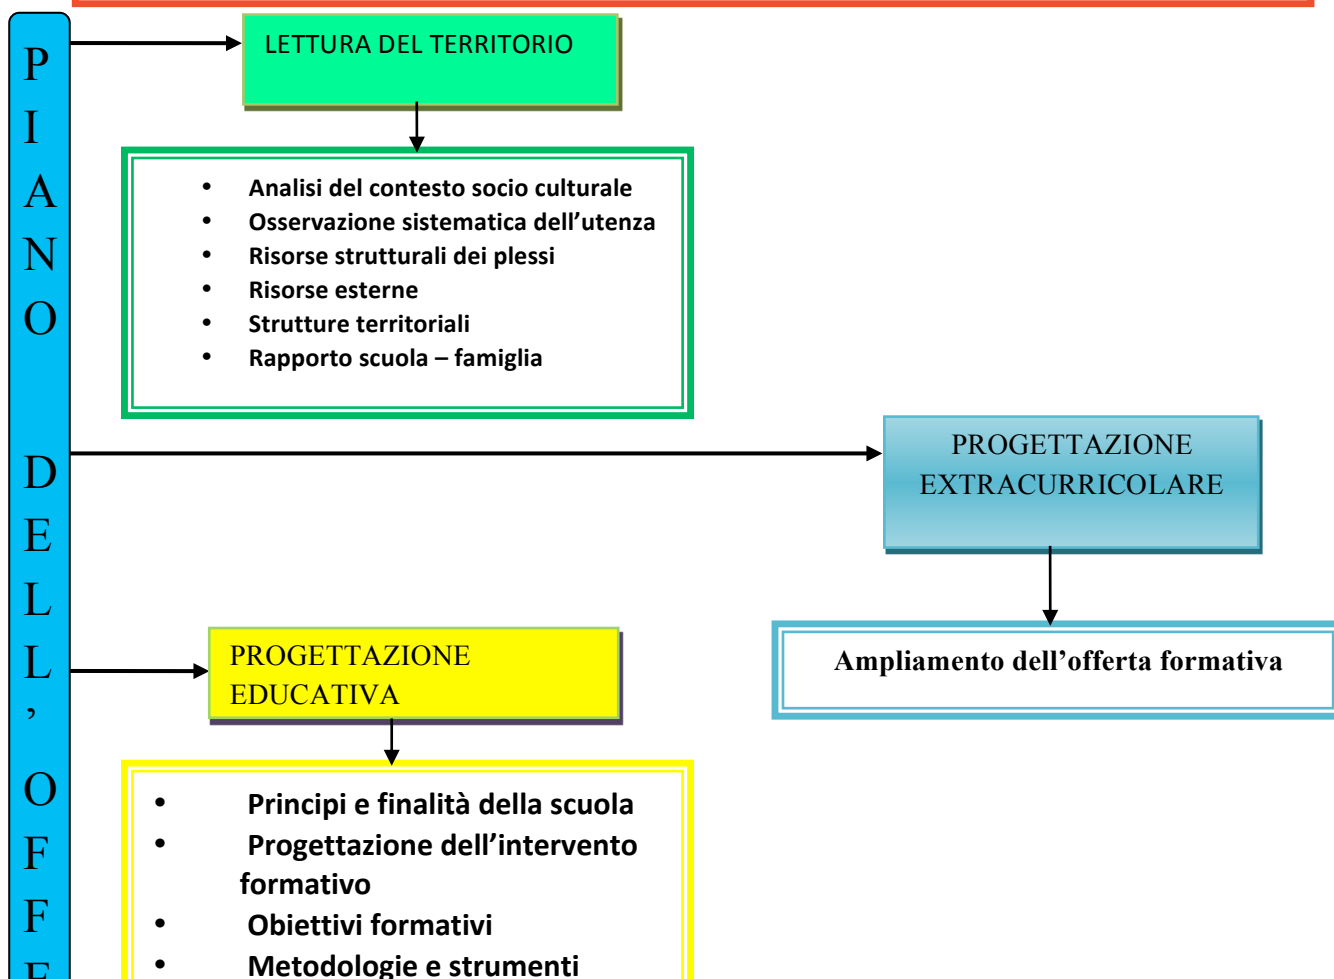 P
I
A
N
O
D
E
L
L
’
O
F
F
LETTURA DEL TERRITORIO
• Analisi del contesto socio culturale
• Osservazione sistematica dell’utenza
• Risorse strutturali dei plessi
• Risorse esterne
• Strutture territoriali
• Rapporto scuola – famiglia
PROGETTAZIONE
EXTRACURRICOLARE
Ampliamento dell’offerta formativa
PROGETTAZIONE
EDUCATIVA
• Principi e finalità della scuola
• Progettazione dell’intervento
formativo
• Obiettivi formativi
• Metodologie e strumenti